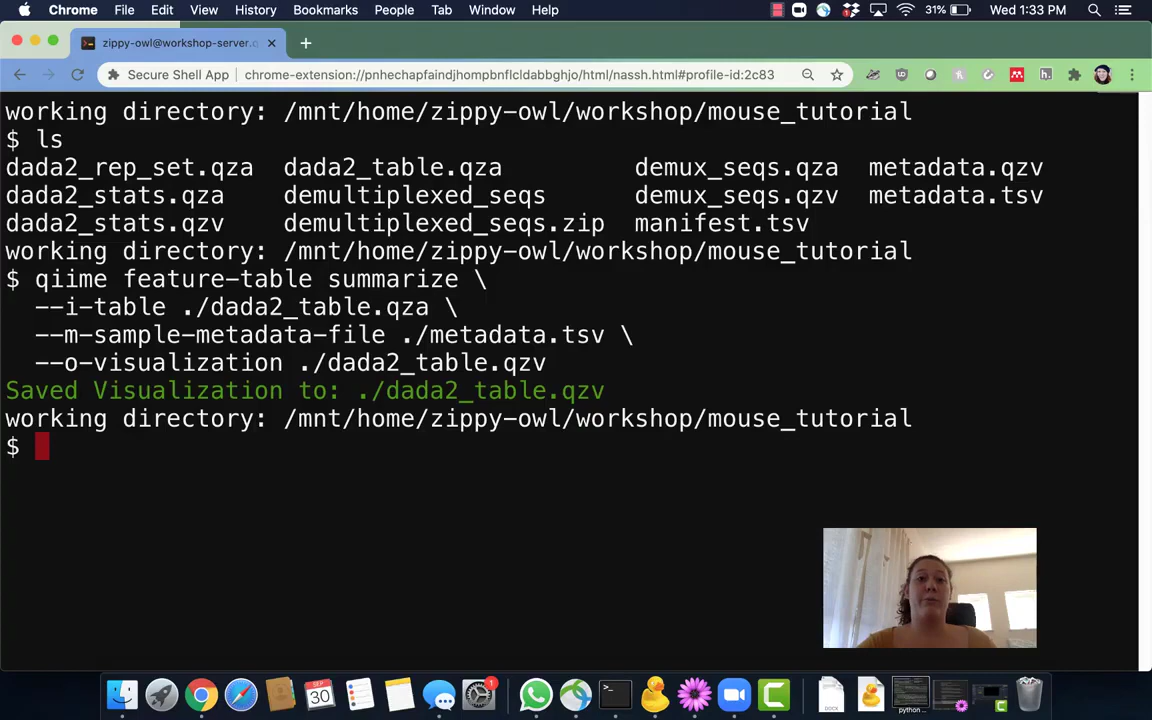 Chrome File Edit View History Bookmarks People Tab Window Help 31% Wed 1:33 PM
zippy-owl@workshop-server.q
Secure Shell App chrome-extension://pnhechapfaindjhompbnflcldabbghjo/html/nassh.html#profile-id:2c83
working directory: /mnt/home/zippy-owl/workshop/mouse_tutorial
$ ls
dada2_rep_set.qza dada2_table.qza demux_seqs.qza metadata.qzv
dada2_stats.qza demultiplexed_seqs demux_seqs.qzv metadata.tsv
dada2_stats.qzv demultiplexed_seqs.zip manifest.tsv
working directory: /mnt/home/zippy-owl/workshop/mouse_tutorial
$ qiime feature-table summarize \
--i-table ./dada2_table.qza \
--m-sample-metadata-file ./metadata.tsv \
--o-visualization ./dada2_table.qzv
Saved Visualization to: ./dada2_table.qzv
working directory: /mnt/home/zippy-owl/workshop/mouse_tutorial
$
SEP
30
1
>_
DOCX
python